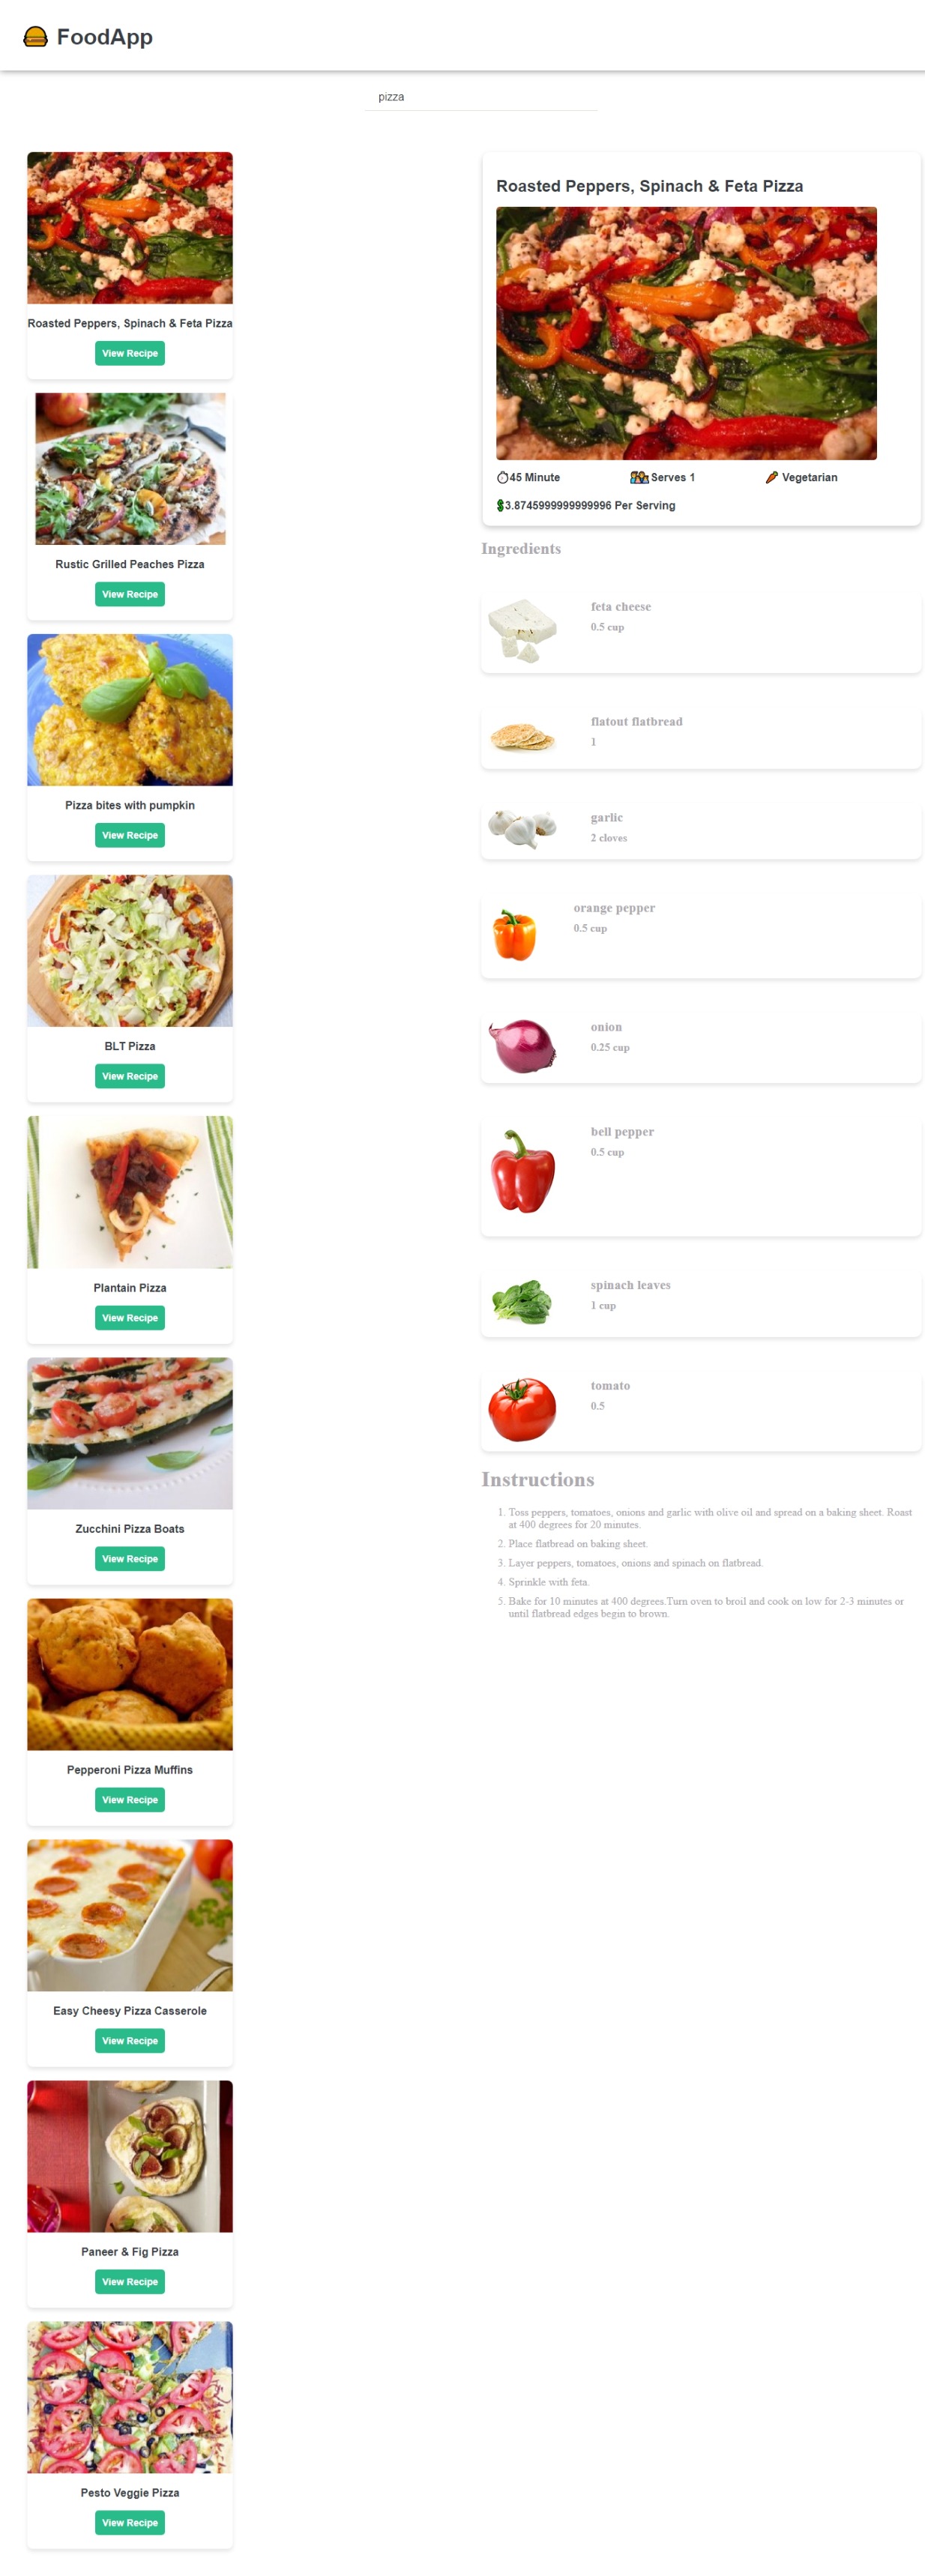 FoodApp
pizza
Roasted Peppers, Spinach & Feta Pizza
View Recipe
Rustic Grilled Peaches Pizza
View Recipe
Pizza bites with pumpkin
View Recipe
BLT Pizza
View Recipe
Plantain Pizza
View Recipe
Zucchini Pizza Boats
View Recipe
Pepperoni Pizza Muffins
View Recipe
Easy Cheesy Pizza Casserole
View Recipe
Paneer & Fig Pizza
View Recipe
Pesto Veggie Pizza
View Recipe
Roasted Peppers, Spinach & Feta Pizza
45 Minute
Serves 1
Vegetarian
3.8745999999999996 Per Serving
Ingredients
feta cheese
0.5 cup
flatout flatbread
1
garlic
2 cloves
orange pepper
0.5 cup
onion
0.25 cup
bell pepper
0.5 cup
spinach leaves
1 cup
tomato
0.5
Instructions
1. Toss peppers, tomatoes, onions and garlic with olive oil and spread on a baking sheet. Roast
at 400 degrees for 20 minutes.
2. Place flatbread on baking sheet.
3. Layer peppers, tomatoes, onions and spinach on flatbread.
4. Sprinkle with feta.
5. Bake for 10 minutes at 400 degrees.Turn oven to broil and cook on low for 2-3 minutes or
until flatbread edges begin to brown.